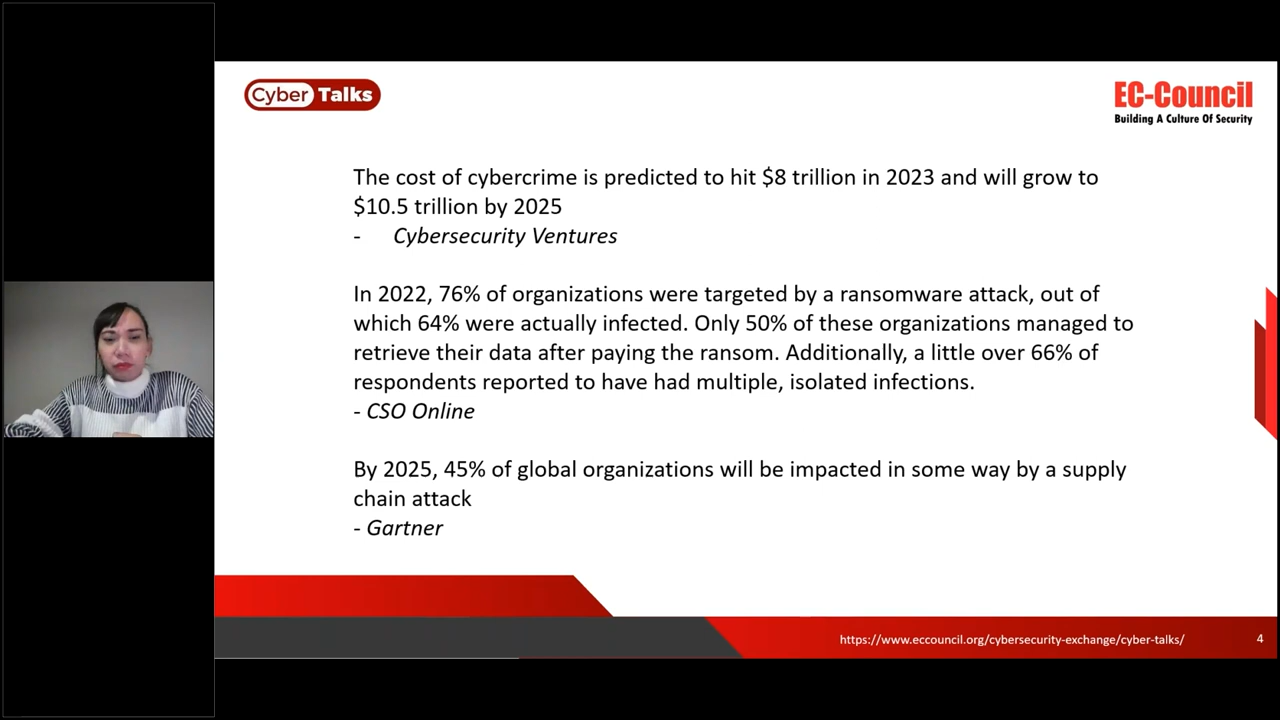 Cyber Talks
EC-Council
Building A Culture Of Security
The cost of cybercrime is predicted to hit $8 trillion in 2023 and will grow to
$10.5 trillion by 2025
- Cybersecurity Ventures
In 2022, 76% of organizations were targeted by a ransomware attack, out of
which 64% were actually infected. Only 50% of these organizations managed to
retrieve their data after paying the ransom. Additionally, a little over 66% of
respondents reported to have had multiple, isolated infections.
- CSO Online
By 2025, 45% of global organizations will be impacted in some way by a supply
chain attack
- Gartner
https://www.eccouncil.org/cybersecurity-exchange/cyber-talks/
4